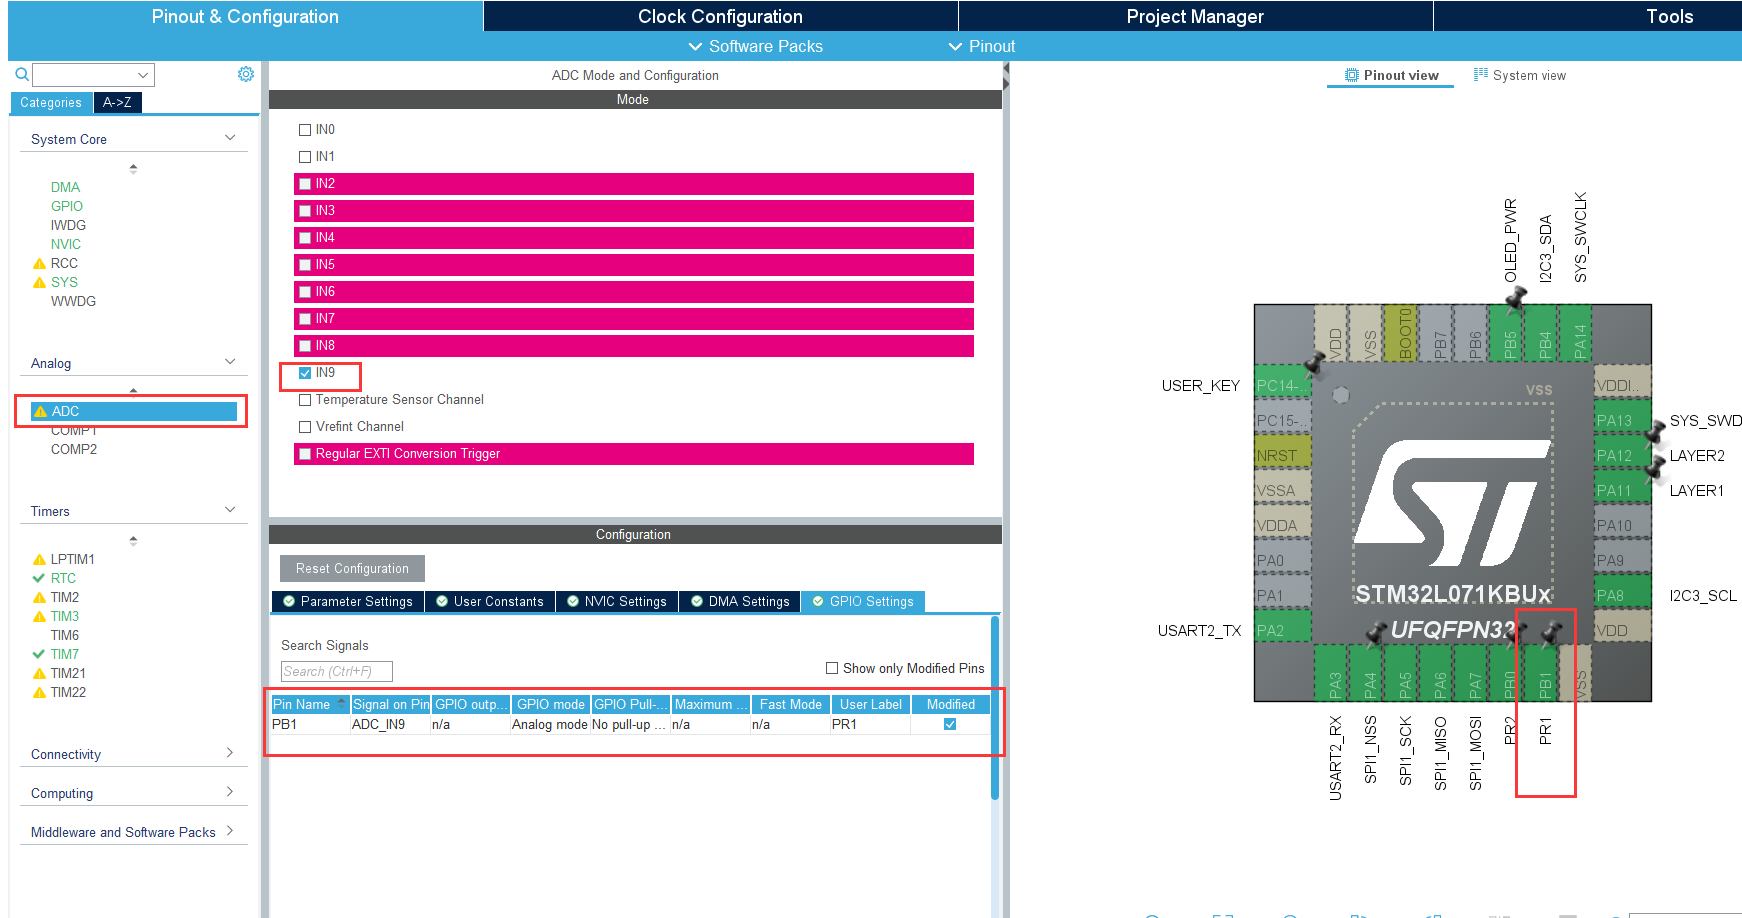 Pinout & Configuration
Clock Configuration
Project Manager
Tools
Software Packs
Pinout
Categories
A->Z
System Core
DMA
GPIO
IWDG
NVIC
RCC
SYS
WWDG
Analog
ADC
COMP1
COMP2
Timers
LPTIM1
RTC
TIM2
TIM3
TIM6
TIM7
TIM21
TIM22
Connectivity
Computing
Middleware and Software Packs
ADC Mode and Configuration
Mode
IN0
IN1
IN2
IN3
IN4
IN5
IN6
IN7
IN8
IN9
Temperature Sensor Channel
Vrefint Channel
Regular EXTI Conversion Trigger
Configuration
Reset Configuration
Parameter Settings
User Constants
NVIC Settings
DMA Settings
GPIO Settings
Search Signals
Search (Ctrl+F)
Show only Modified Pins
Pin Name Signal on Pin GPIO outp... GPIO mode GPIO Pull-... Maximum ... Fast Mode User Label Modified
PB1 ADC_IN9 n/a Analog mode No pull-up ... n/a n/a PR1
Pinout view
System view
OLED_PWR
I2C3_SDA
SYS_SWCLK
VDD
VSS
BOOT0
PB7
PB6
PB5
PB4
PA14
USER_KEY
PC14-..
PC15-..
NRST
VSSA
VDDA
PA0
PA1
USART2_TX
PA2
VSS
VDDI..
PA13
SYS_SWD
PA12
LAYER2
PA11
LAYER1
PA10
PA9
PA8
I2C3_SCL
VDD
ST
STM32L071KBUx
UFQFPN32
PA3
PA4
PA5
PA6
PA7
PB0
PB1
VSS
USART2_RX
SPI1_NSS
SPI1_SCK
SPI1_MISO
SPI1_MOSI
PR2
PR1